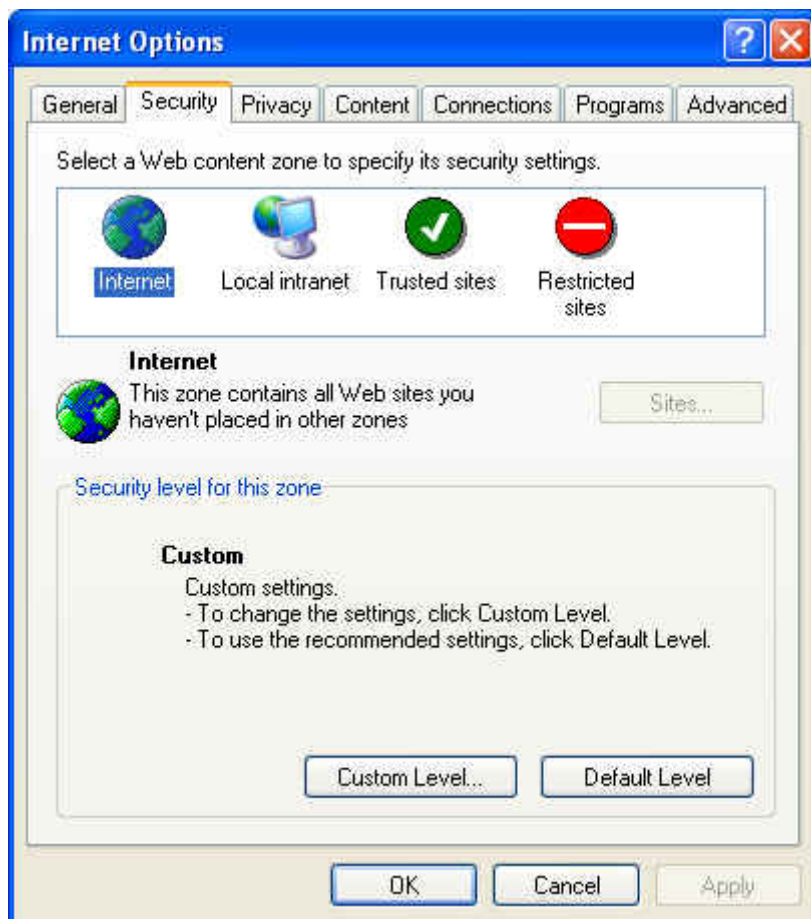 Internet Options
General Security Privacy Content Connections Programs Advanced
Select a Web content zone to specify its security settings.
Internet Local intranet Trusted sites Restricted
sites
Internet
This zone contains all Web sites you
haven't placed in other zones
Sites...
Security level for this zone
Custom
Custom settings.
- To change the settings, click Custom Level.
- To use the recommended settings, click Default Level.
Custom Level... Default Level
OK Cancel Apply